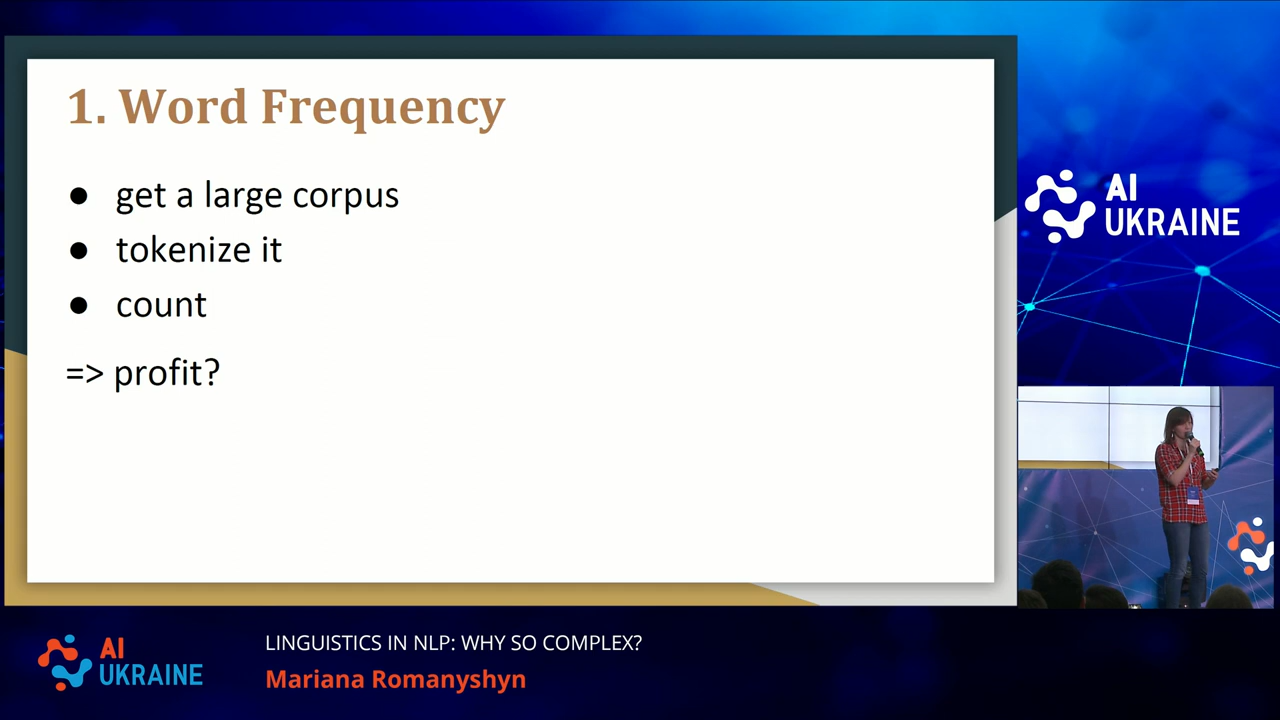 1. Word Frequency
● get a large corpus
● tokenize it
● count
=> profit?
AI
UKRAINE
AI
UKRAINE
LINGUISTICS IN NLP: WHY SO COMPLEX?
Mariana Romanyshyn